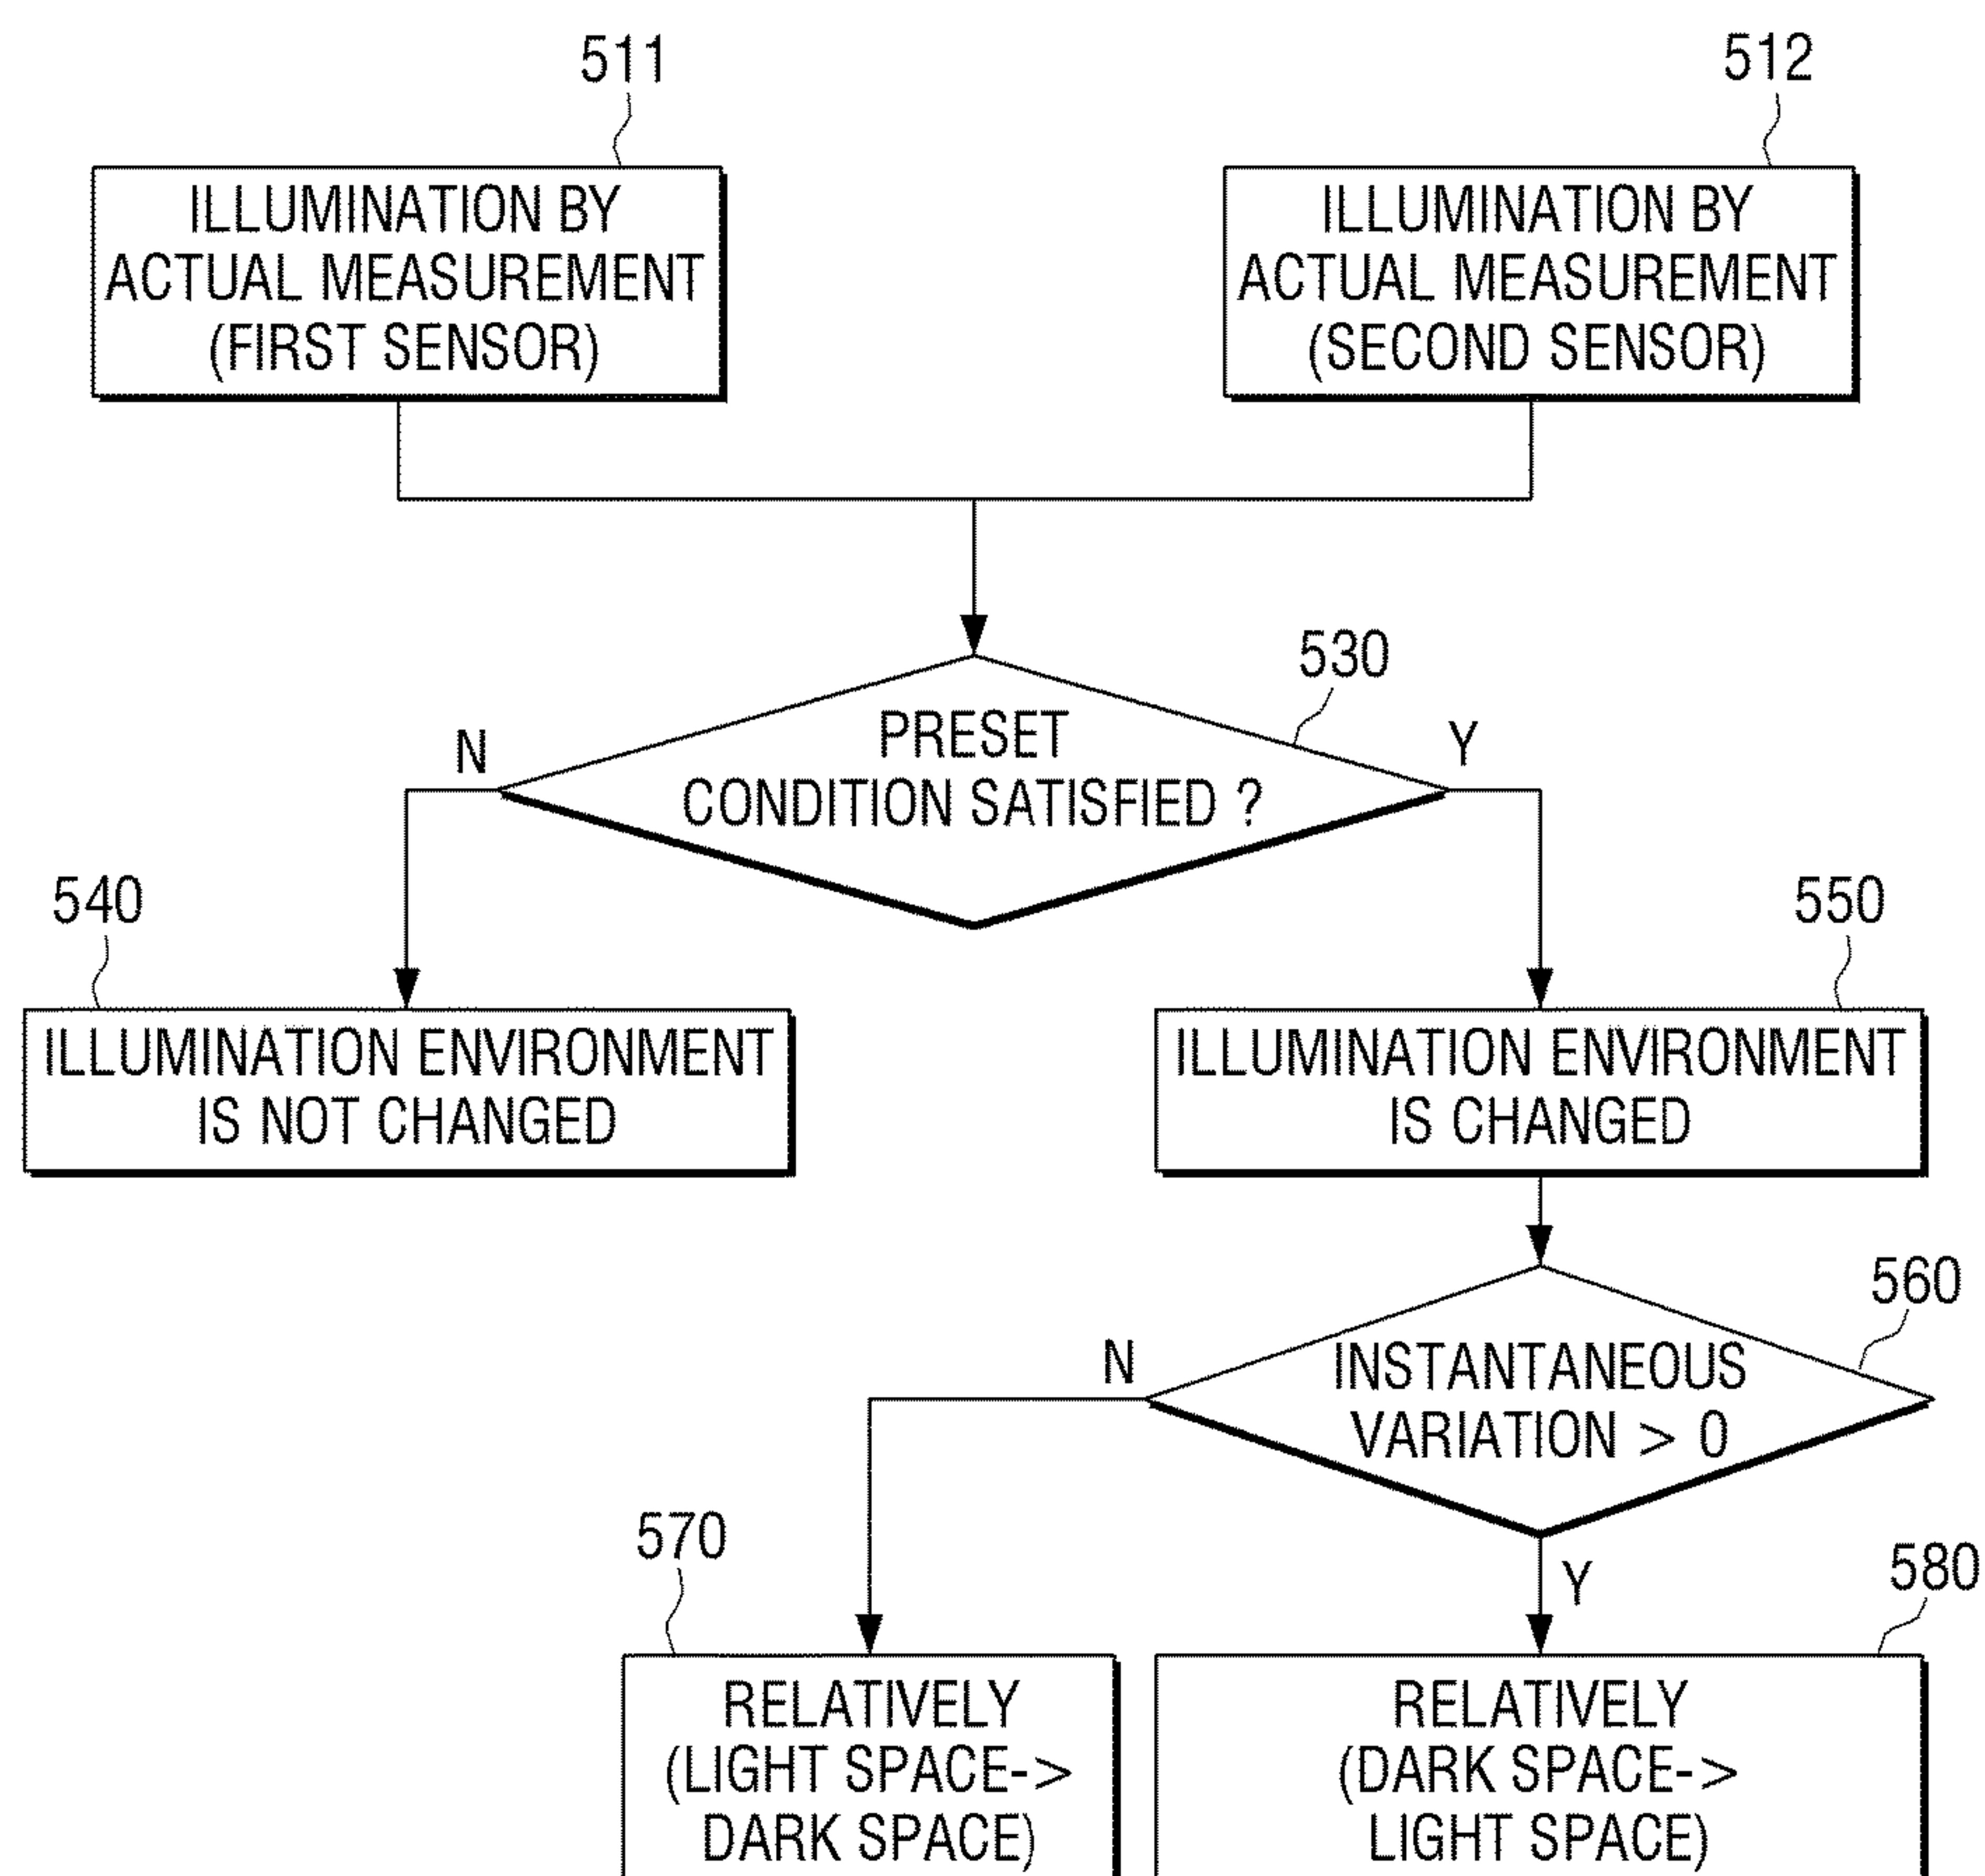 511
512
ILLUMINATION BY
ACTUAL MEASUREMENT
(FIRST SENSOR)
ILLUMINATION BY
ACTUAL MEASUREMENT
(SECOND SENSOR)
530
N
PRESET
CONDITION SATISFIED ?
Y
540
550
ILLUMINATION ENVIRONMENT
IS NOT CHANGED
ILLUMINATION ENVIRONMENT
IS CHANGED
560
N
INSTANTANEOUS
VARIATION > 0
Y
570
580
RELATIVELY
(LIGHT SPACE->
DARK SPACE)
RELATIVELY
(DARK SPACE->
LIGHT SPACE)